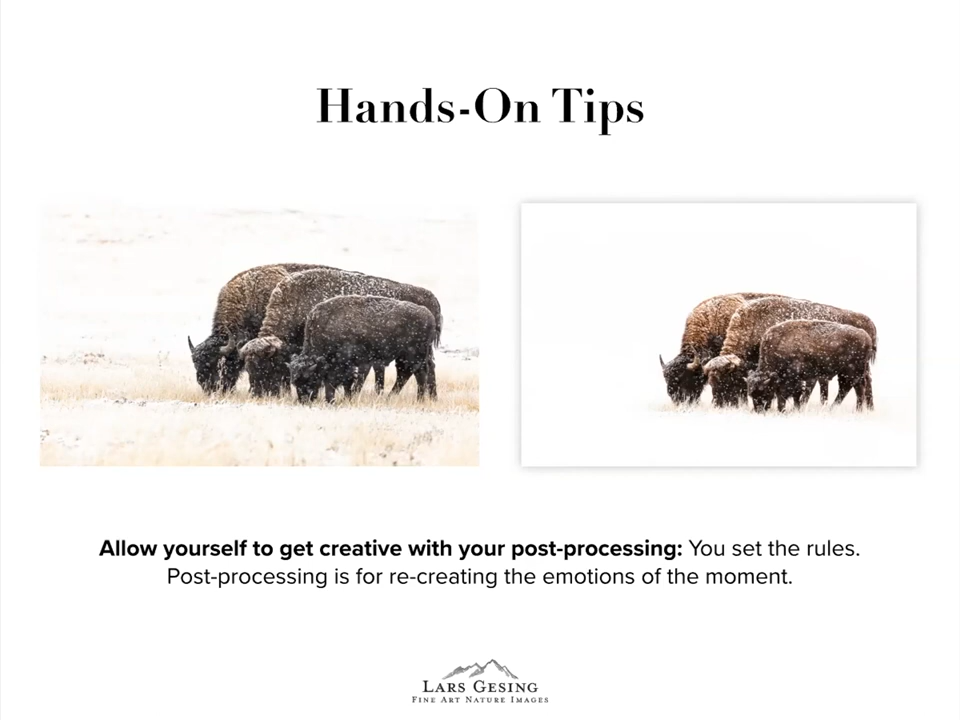 Hands-On Tips
Allow yourself to get creative with your post-processing: You set the rules.
Post-processing is for re-creating the emotions of the moment.
LARS GESING
FINE ART NATURE IMAGES